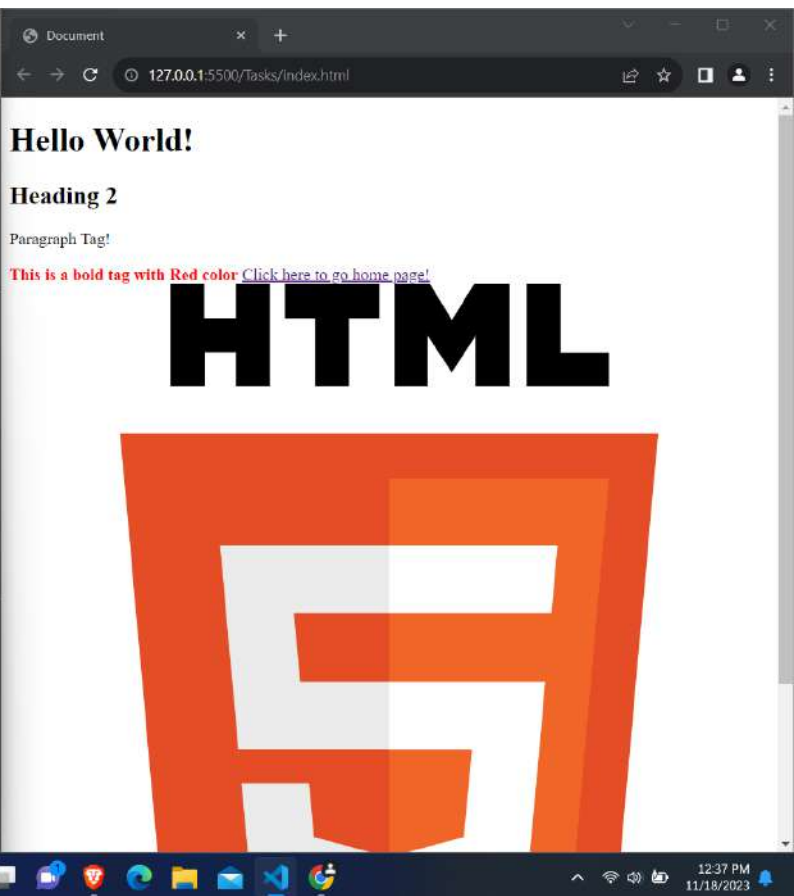 Document
127.0.0.1:5500/Tasks/index.html
Hello World!
Heading 2
Paragraph Tag!
This is a bold tag with Red color Click here to go home page!
HTML
5
12:37 PM
11/18/2023